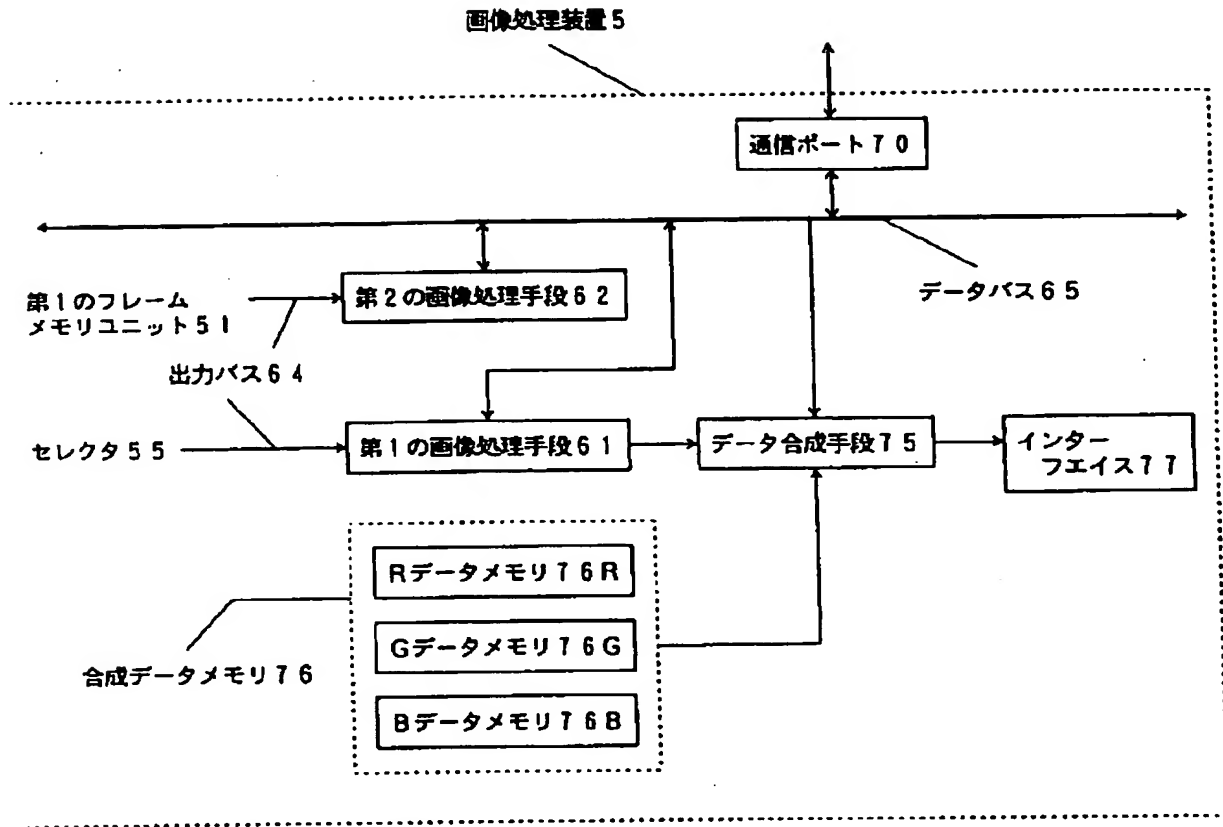 画像処理装置5
通信ポート70
第2の画像処理手段62
第1のフレーム
メモリユニット51
データバス65
出力バス64
セレクタ55
第1の画像処理手段61
データ合成手段75
インター
フエイス77
Rデータメモリ76R
Gデータメモリ76G
合成データメモリ76
Bデータメモリ76B